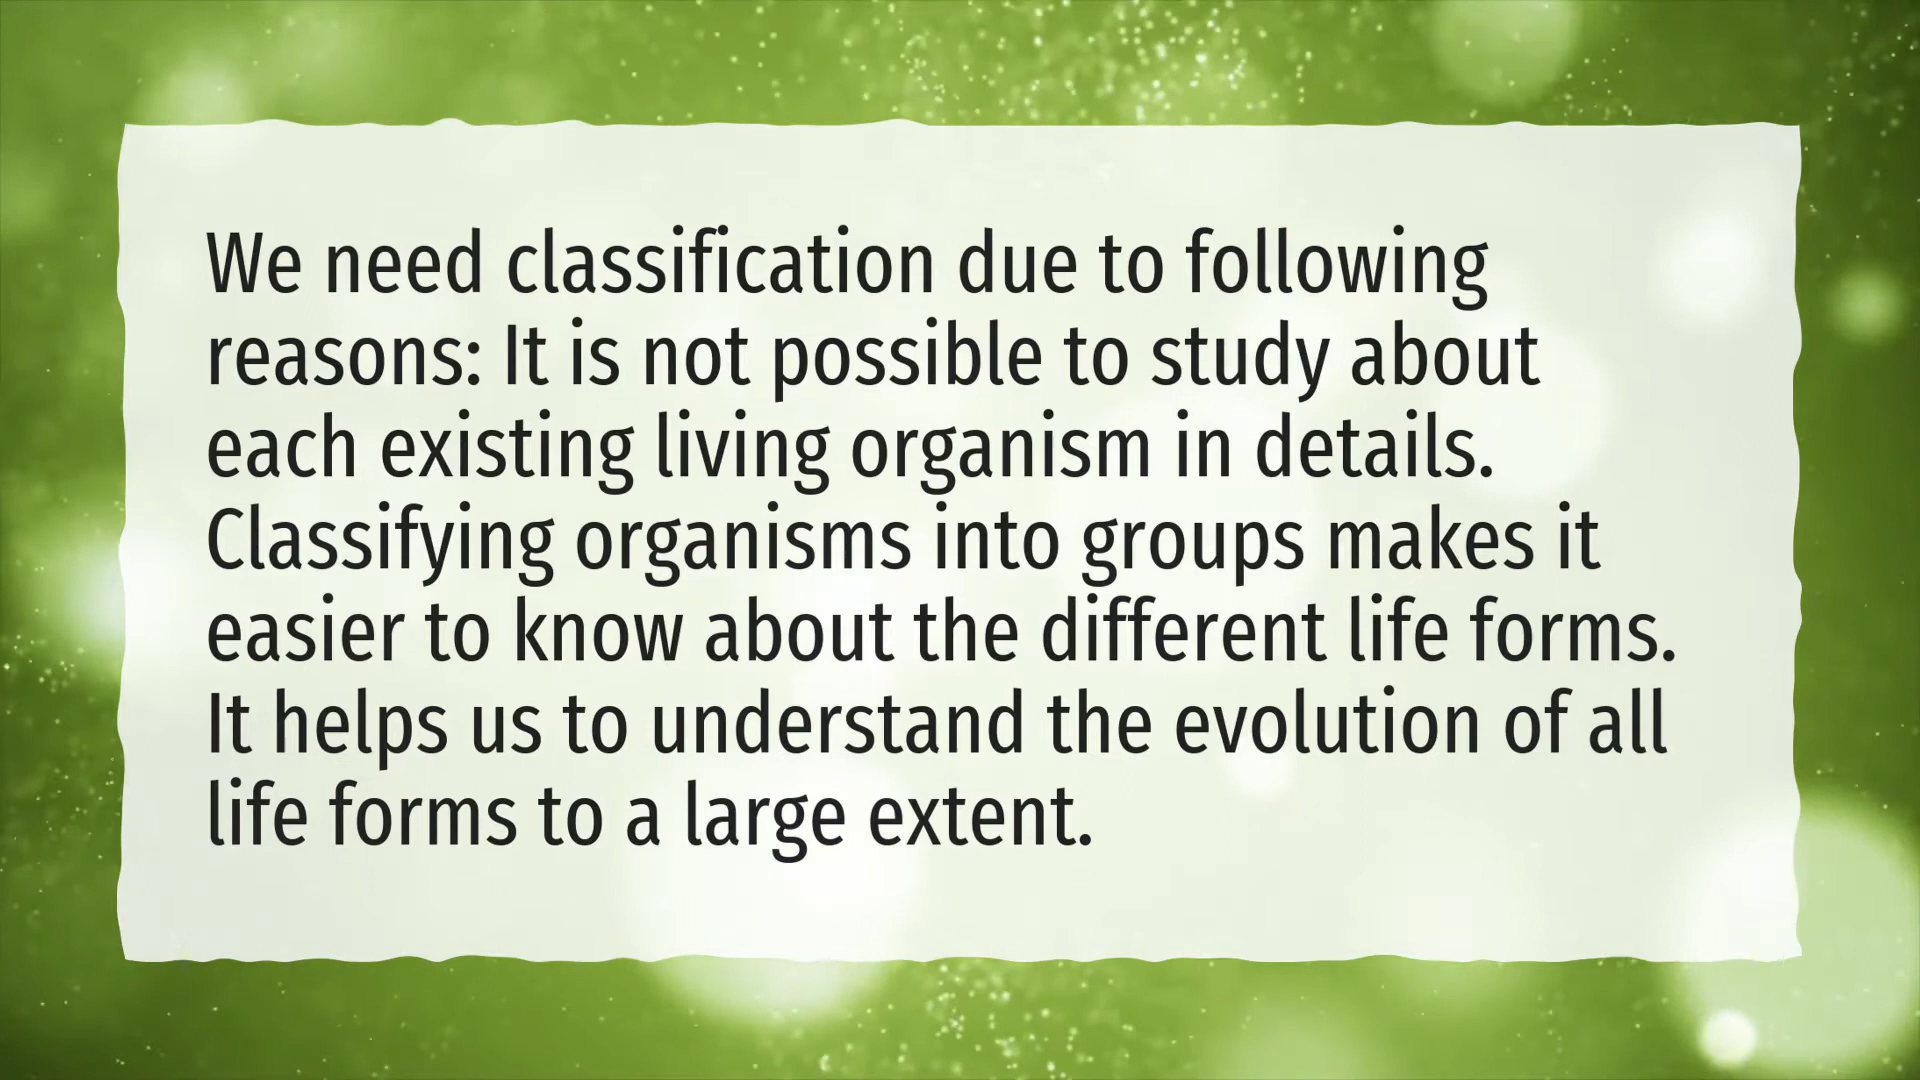 We need classification due to following
reasons: It is not possible to study about
each existing living organism in details.
Classifying organisms into groups makes it
easier to know about the different life forms.
It helps us to understand the evolution of all
life forms to a large extent.